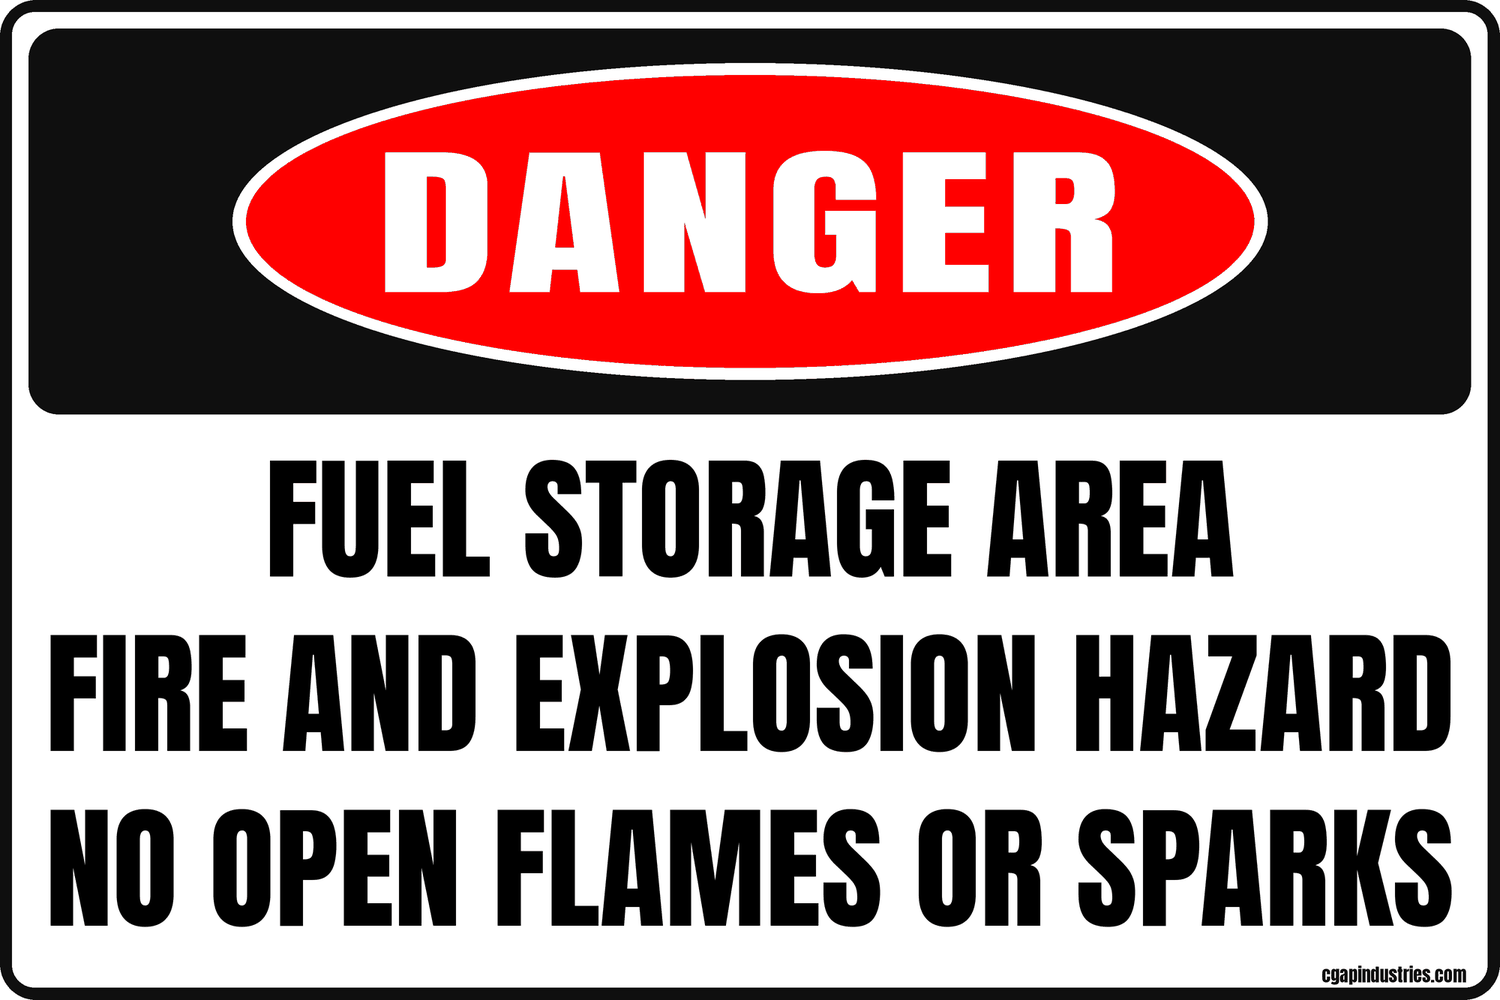 DANGER
FUEL STORAGE AREA
FIRE AND EXPLOSION HAZARD
NO OPEN FLAMES OR SPARKS
cgapindustries.com